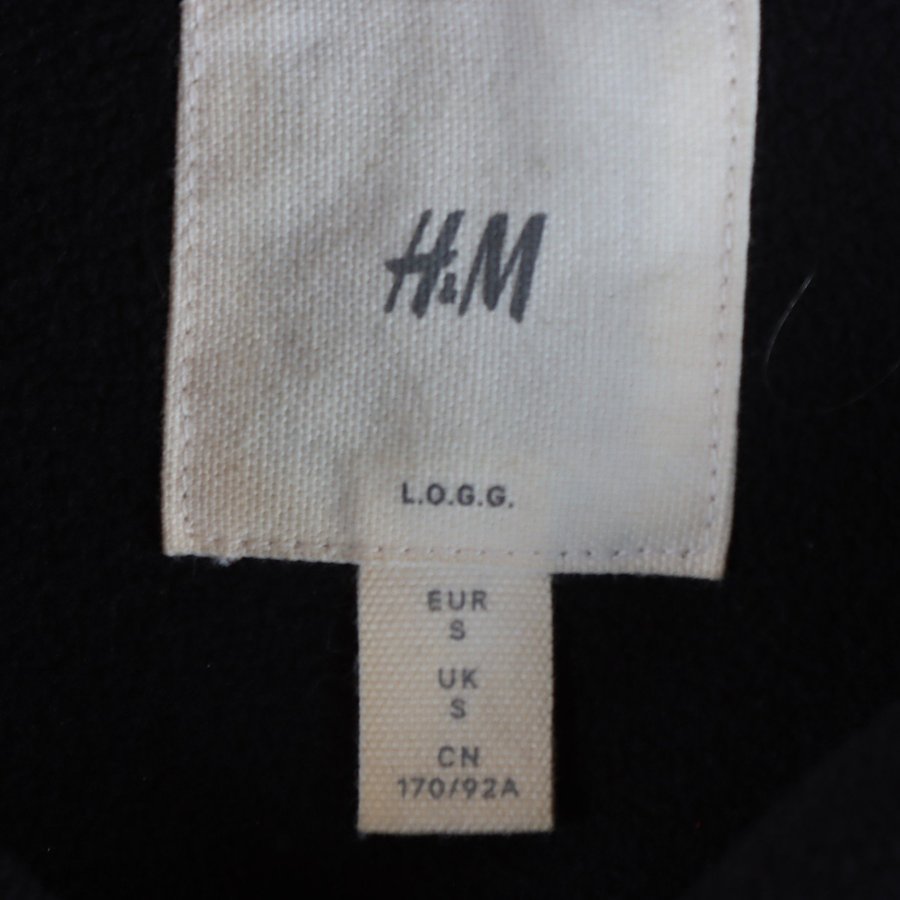 H&M
L.O.G.G.
EUR
S
UK
S
CN
170/92A